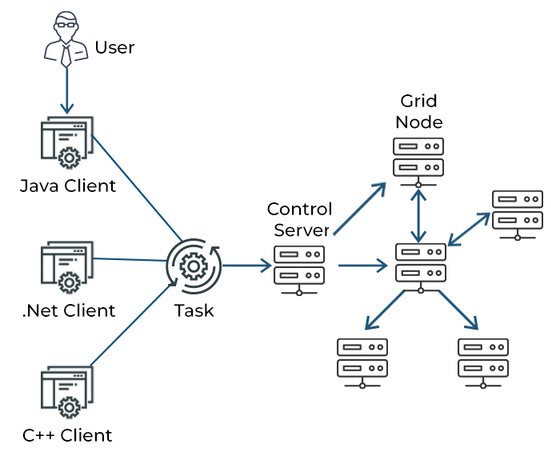 User
Java Client
.Net Client
C++ Client
Task
Control
Server
Grid
Node